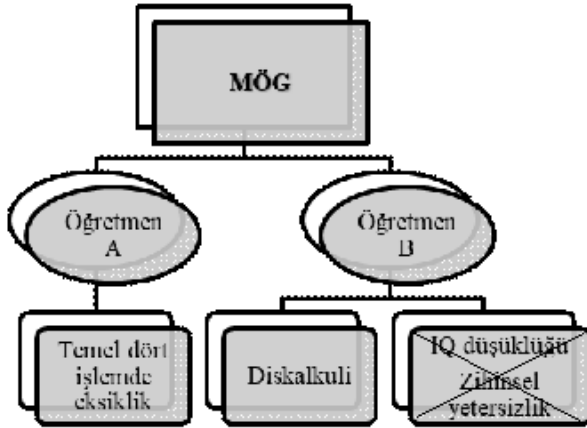 MÖG
Öğretmen
A
Öğretmen
B
Temel dört
işlemde
eksiklik
Diskalkuli
IQ düşüklüğü
Zihinsel
yetersizlik